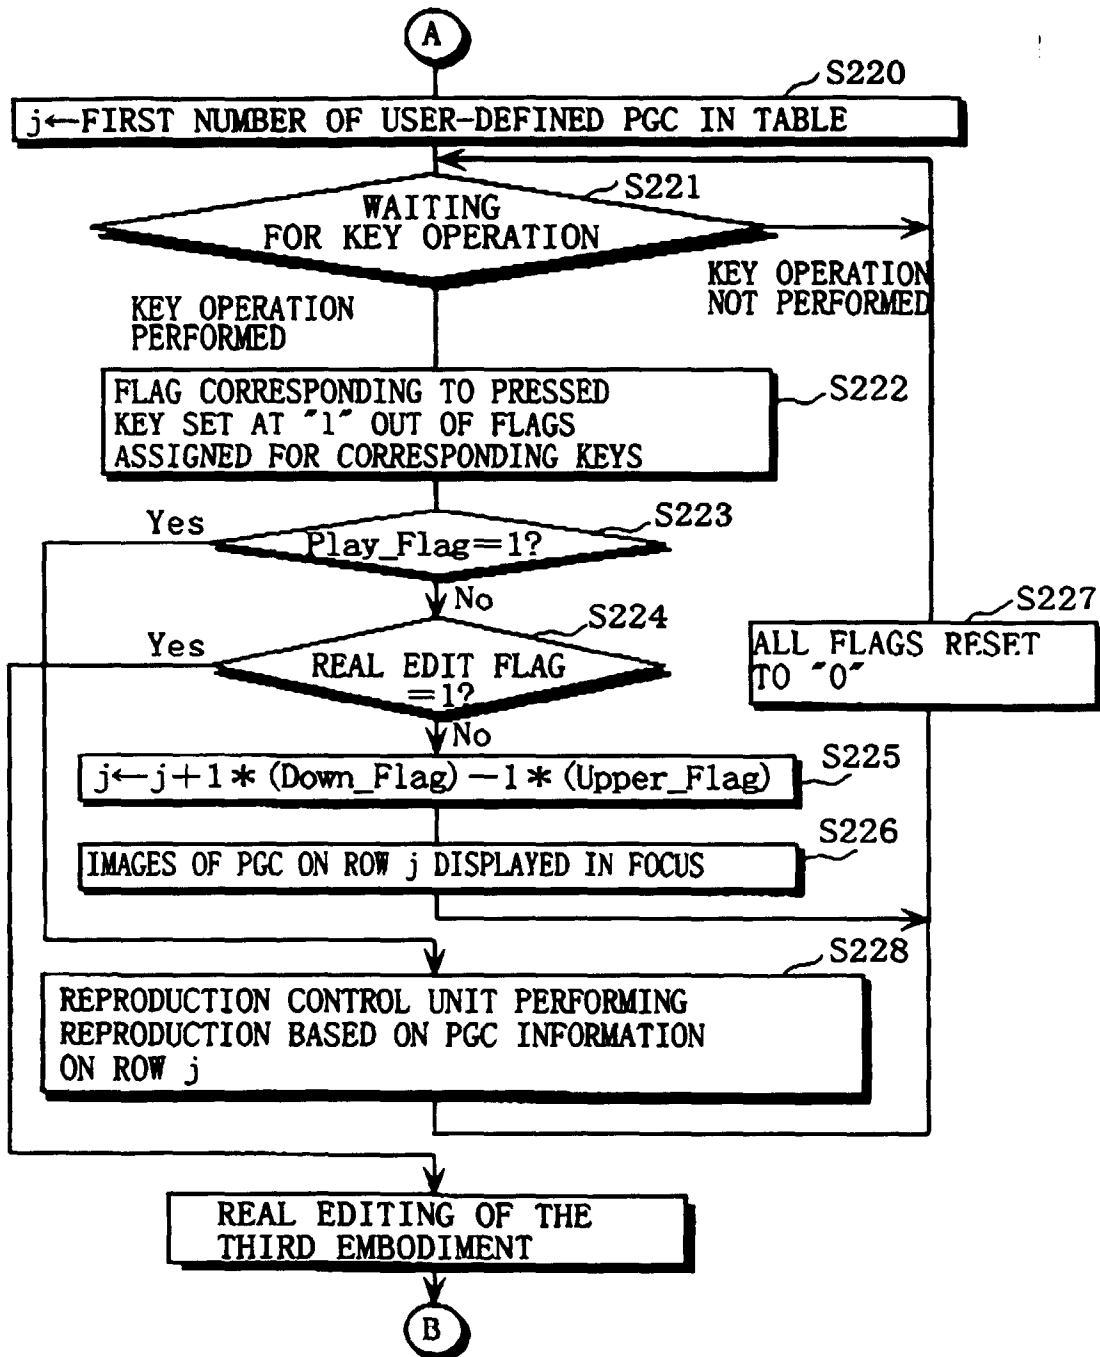 A
S220
j←FIRST NUMBER OF USER-DEFINED PGC IN TABLE
S221
WAITING
FOR KEY OPERATION
KEY OPERATION
NOT PERFORMED
KEY OPERATION
PERFORMED
FLAG CORRESPONDING TO PRESSED
KEY SET AT "1" OUT OF FLAGS
ASSIGNED FOR CORRESPONDING KEYS
S222
Yes
S223
Play_Flag=1?
No
S224
Yes
REAL EDIT FLAG
=1?
No
S227
ALL FLAGS RESET
TO "0"
j←j+1*(Down_Flag)-1*(Upper_Flag)
S225
S226
IMAGES OF PGC ON ROW j DISPLAYED IN FOCUS
S228
REPRODUCTION CONTROL UNIT PERFORMING
REPRODUCTION BASED ON PGC INFORMATION
ON ROW j
REAL EDITING OF THE
THIRD EMBODIMENT
B